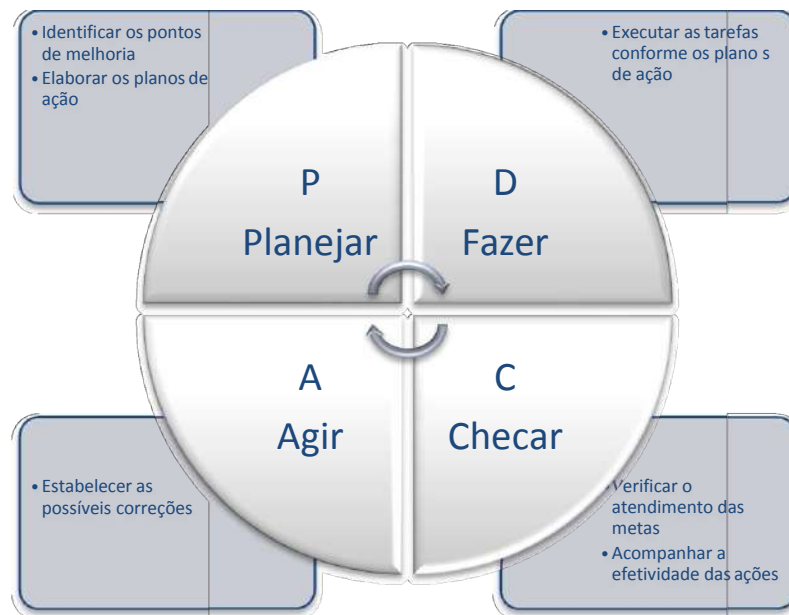 • Identificar os pontos
de melhoria
• Elaborar os planos de
ação
• Executar as tarefas
conforme os plano s
de ação
P
Planejar
D
Fazer
A
Agir
C
Checar
• Estabelecer as
possíveis correções
• Verificar o
atendimento das
metas
• Acompanhar a
efetividade das ações